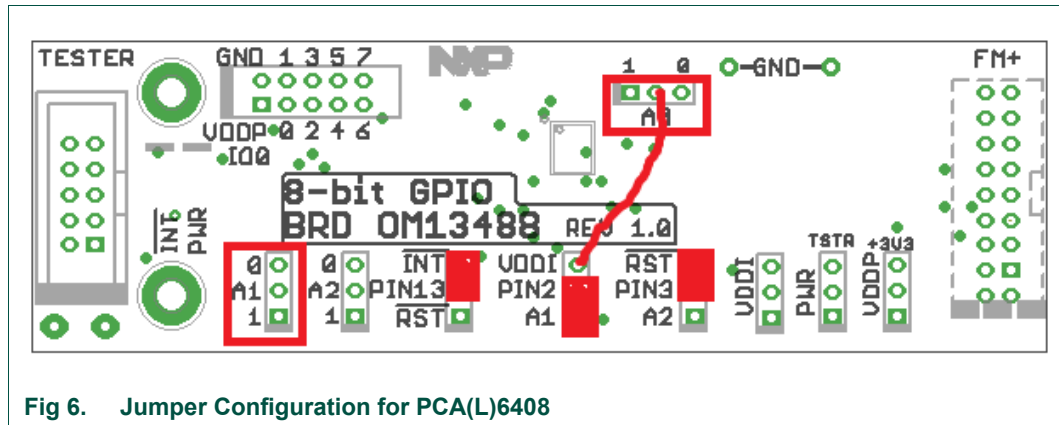 TESTER GND 1 3 5 7 NXP 1 0 GND FM+
A0
VDDP 0 2 4 6
IO0
INT PWR
8-bit GPIO
BRD OM13488 REV 1.0
0 0 INT VDDI RST VDDI PWR TSTR VDDP +3V3
A1 A2 PIN13 PIN2 PIN3
1 1 RST A1 A2
Fig 6. Jumper Configuration for PCA(L)6408